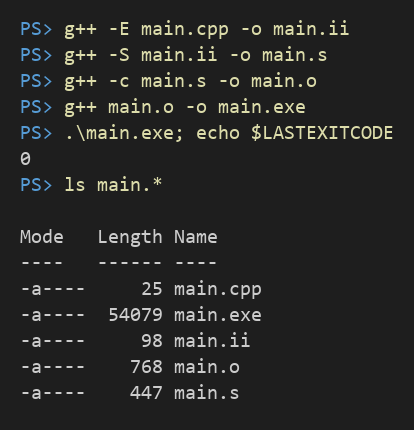 PS> g++ -E main.cpp -o main.ii
PS> g++ -S main.ii -o main.s
PS> g++ -c main.s -o main.o
PS> g++ main.o -o main.exe
PS> .\main.exe; echo $LASTEXITCODE
0
PS> ls main.*
Mode   Length Name
----   ------ ----
-a----     25 main.cpp
-a----  54079 main.exe
-a----     98 main.ii
-a----    768 main.o
-a----    447 main.s